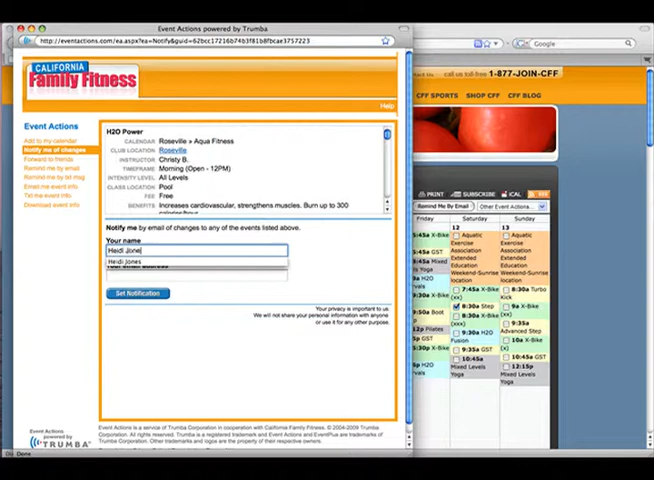 Event Actions powered by Trumba
http://eventactions.com/ea.aspx?ea=Notify&guid=62bcc17216b74b3f81b8fbcabe3757223
Google
CALIFORNIA
Family Fitness
Help
Contact Us
call us toll-free 1-877-JOIN-CFF
CFF SPORTS SHOP CFF CFF BLOG
Event Actions
Add to my calendar
Notify me of changes
Forward to friends
Remind me by email
Remind me by txt msg
Email me event info
Txt me event info
Download event info
H2O Power
CALENDAR Roseville » Aqua Fitness
CLUB LOCATION Roseville
INSTRUCTOR Christy B.
TIMEFRAME Morning (Open - 12PM)
INTENSITY LEVEL All Levels
CLASS LOCATION Pool
FEE Free
BENEFITS Increases cardiovascular, strengthens muscles. Burn up to 300
calories/hour
Notify me by email of changes to any of the events listed above.
Your name
Heidi Jone
Heidi Jones
Your email address
Set Notification
Your privacy is important to us.
We will not share your personal information with anyone
or use it for any other purpose.
Event Actions
powered by
TRUMBA
Event Actions is a service of Trumba Corporation in cooperation with California Family Fitness. © 2004-2009 Trumba
Corporation. All rights reserved. Trumba is a registered trademark and Event Actions and EventPlus are trademarks of
Trumba Corporation. Other trademarks and logos are the property of their respective owners.
Done
PRINT SUBSCRIBE iCAL
Remind Me By Email Other Event Actions...
Friday Saturday Sunday
12 13
Aquatic
Exercise
Association
Extended
Education
Weekend-Sunrise
location
7:45a X-Bike
(xx)
8:30a Step
8:30a X-Bike
(xxx)
9:30a H2O
Fusion
9:35a GST
10:45a
Mixed Levels
Yoga
Aquatic
Exercise
Association
Extended
Education
Weekend-Sunrise
location
8:30a Turbo
Kick
9a X-Bike
(x)
9:35a
Advanced Step
10a X-Bike
(x)
10:45a GST
12:15p
Mixed Levels
Yoga